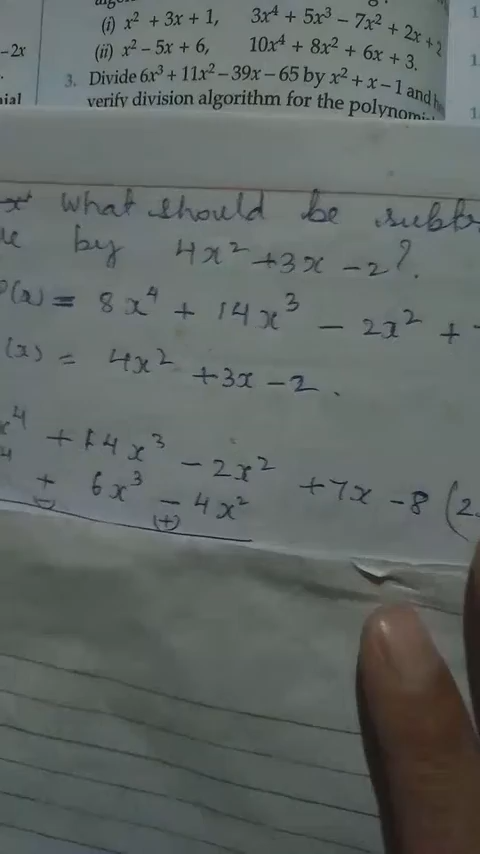 (i) x² + 3x + 1, 3x⁴ + 5x³ − 7x² + 2x + 2
(ii) x² − 5x + 6, 10x⁴ + 8x² + 6x + 3.
−2x
3. Divide 6x³ + 11x² − 39x − 65 by x² + x − 1 and
verify division algorithm for the
What should be
by 4x² + 3x − 2?.
(x) = 8x⁴ + 14x³ − 2x² +
(x) = 4x² + 3x − 2.
x⁴ + 14x³ − 2x² + 7x − 8 (2
+ 6x³ − 4x²
(−) (+)